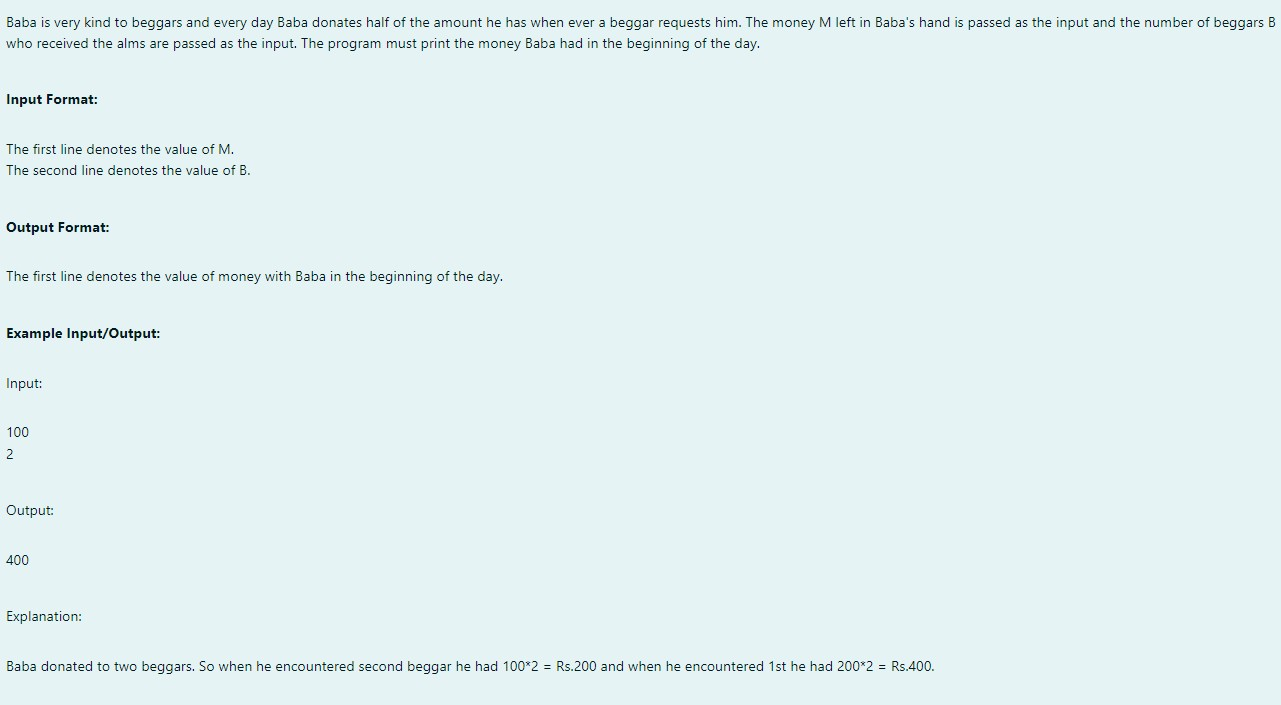 Baba is very kind to beggars and every day Baba donates half of the amount he has when ever a beggar requests him. The money M left in Baba's hand is passed as the input and the number of beggars B
who received the alms are passed as the input. The program must print the money Baba had in the beginning of the day.
Input Format:
The first line denotes the value of M.
The second line denotes the value of B.
Output Format:
The first line denotes the value of money with Baba in the beginning of the day.
Example Input/Output:
Input:
100
2
Output:
400
Explanation:
Baba donated to two beggars. So when he encountered second beggar he had 100*2 = Rs.200 and when he encountered 1st he had 200*2 = Rs.400.